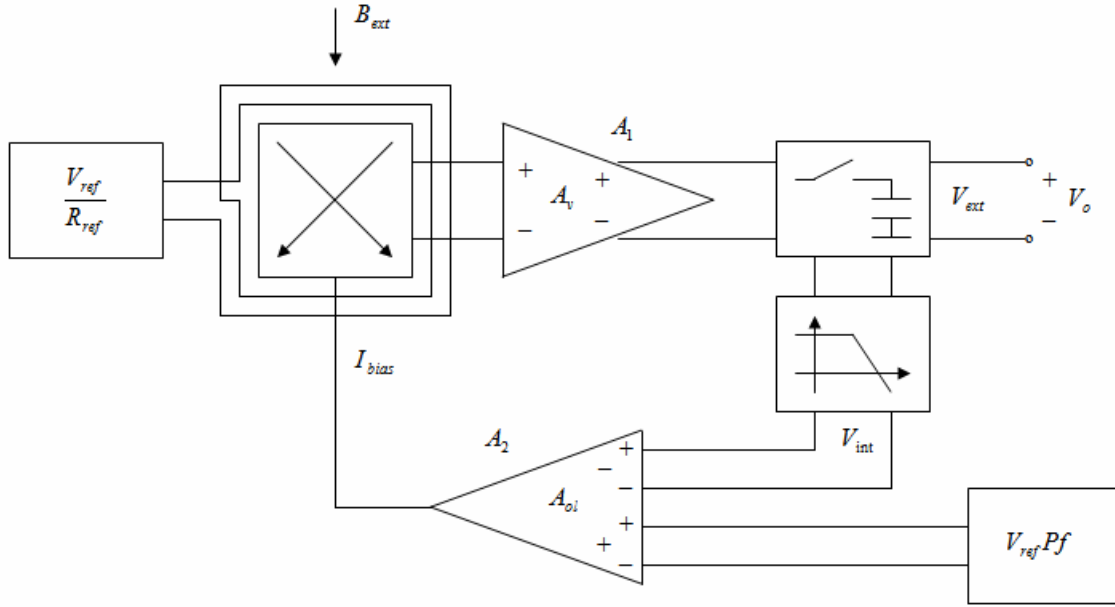 B_ext
A_1
V_ref
R_ref
+
-
A_v
+
-
V_ext
+
-
V_o
I_bias
V_int
A_2
+
-
-
A_ol
+
+
-
V_ref Pf